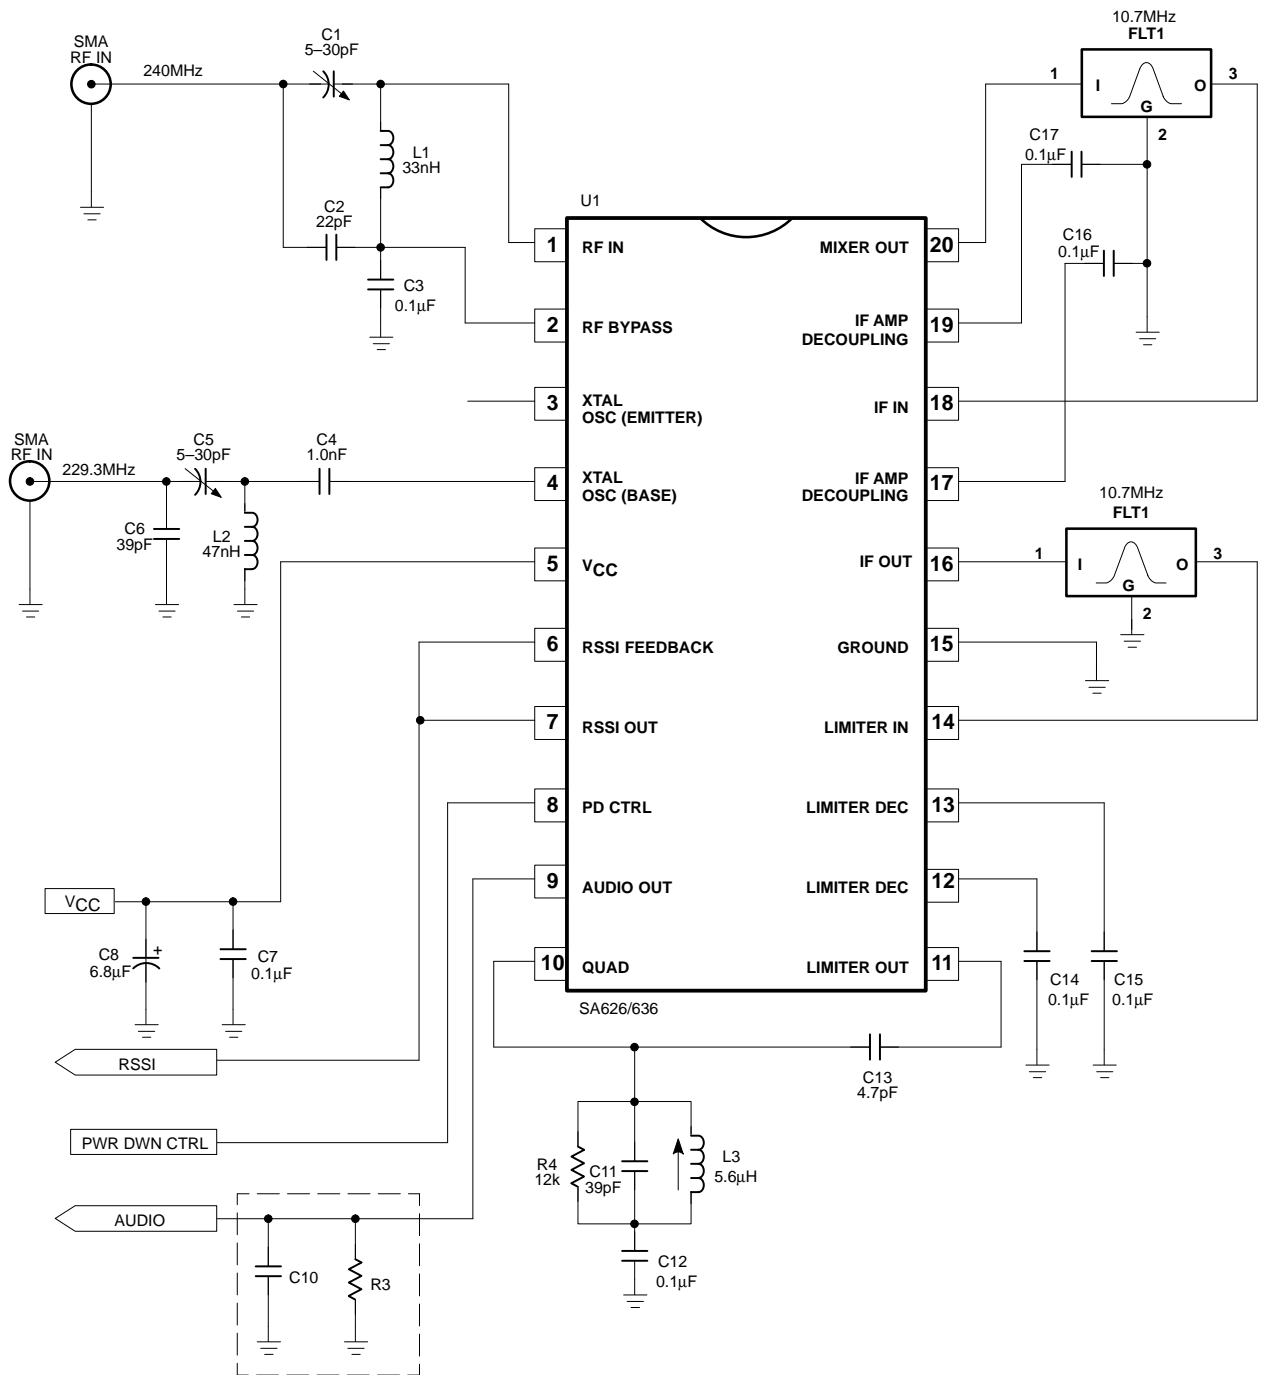 SMA
RF IN
240MHz
C1
5–30pF
L1
33nH
C2
22pF
C3
0.1µF
10.7MHz
FLT1
1
I
O
3
G
2
C17
0.1µF
C16
0.1µF
U1
1
RF IN
2
RF BYPASS
3
XTAL
OSC (EMITTER)
4
XTAL
OSC (BASE)
5
VCC
6
RSSI FEEDBACK
7
RSSI OUT
8
PD CTRL
9
AUDIO OUT
10
QUAD
MIXER OUT
20
IF AMP
DECOUPLING
19
IF IN
18
IF AMP
DECOUPLING
17
IF OUT
16
GROUND
15
LIMITER IN
14
LIMITER DEC
13
LIMITER DEC
12
LIMITER OUT
11
SA626/636
SMA
RF IN
229.3MHz
C5
5–30pF
C4
1.0nF
C6
39pF
L2
47nH
10.7MHz
FLT1
1
I
O
3
G
2
VCC
C8
6.8µF
+
C7
0.1µF
C14
0.1µF
C15
0.1µF
RSSI
C13
4.7pF
PWR DWN CTRL
R4
12k
C11
39pF
L3
5.6µH
AUDIO
C10
R3
C12
0.1µF